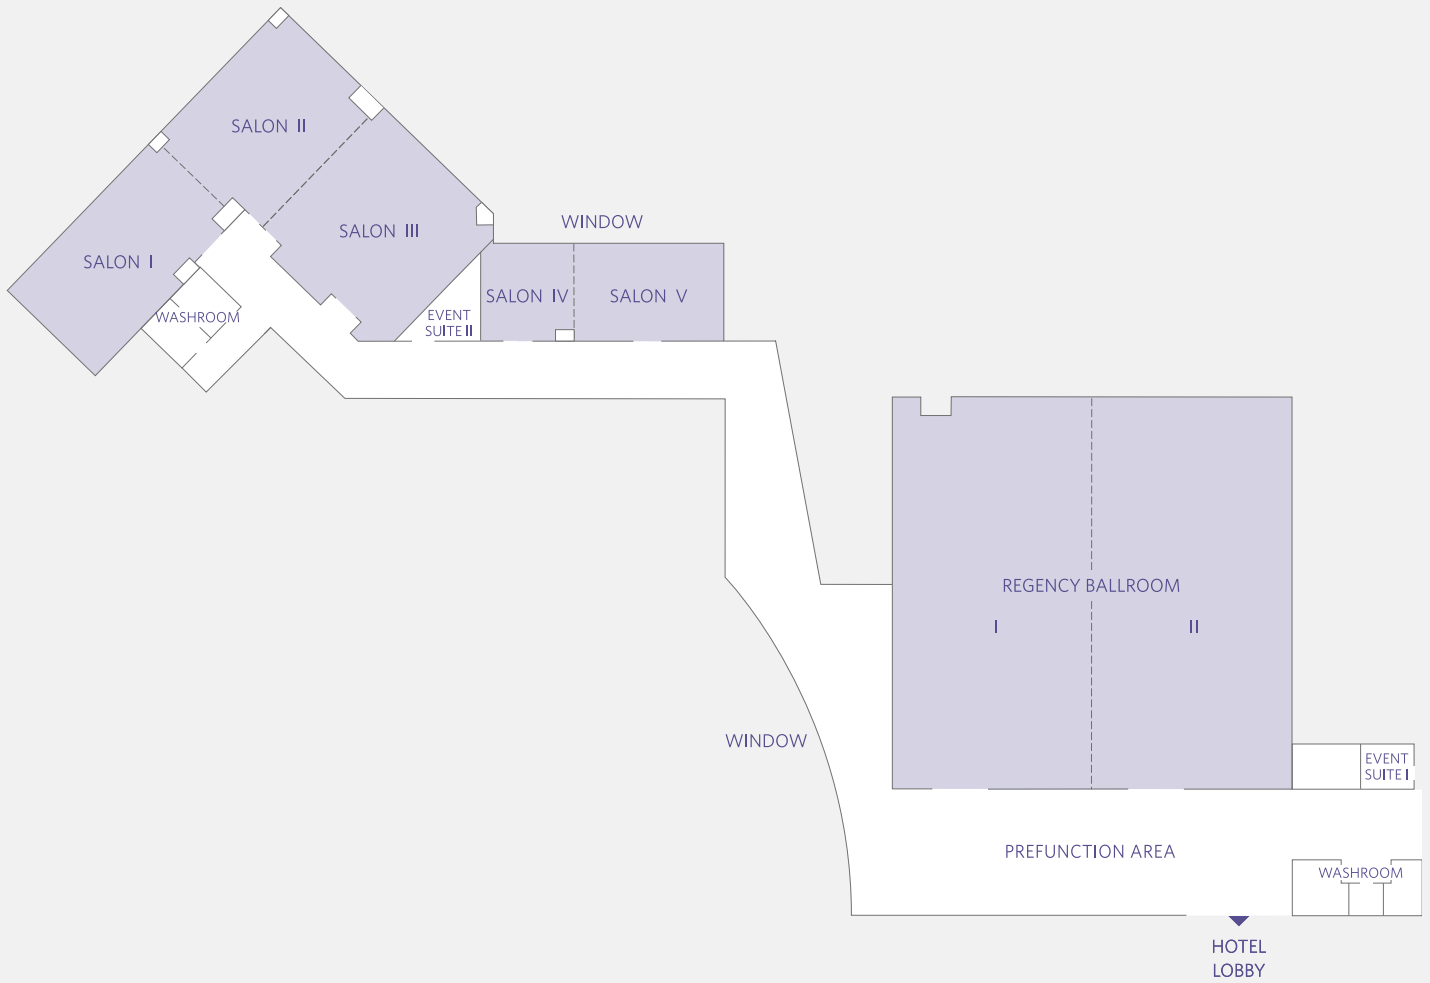 SALON II
SALON III
SALON I
WASHROOM
WINDOW
SALON IV
SALON V
EVENT
SUITE II
REGENCY BALLROOM
I
II
WINDOW
EVENT
SUITE I
PREFUNCTION AREA
WASHROOM
HOTEL
LOBBY